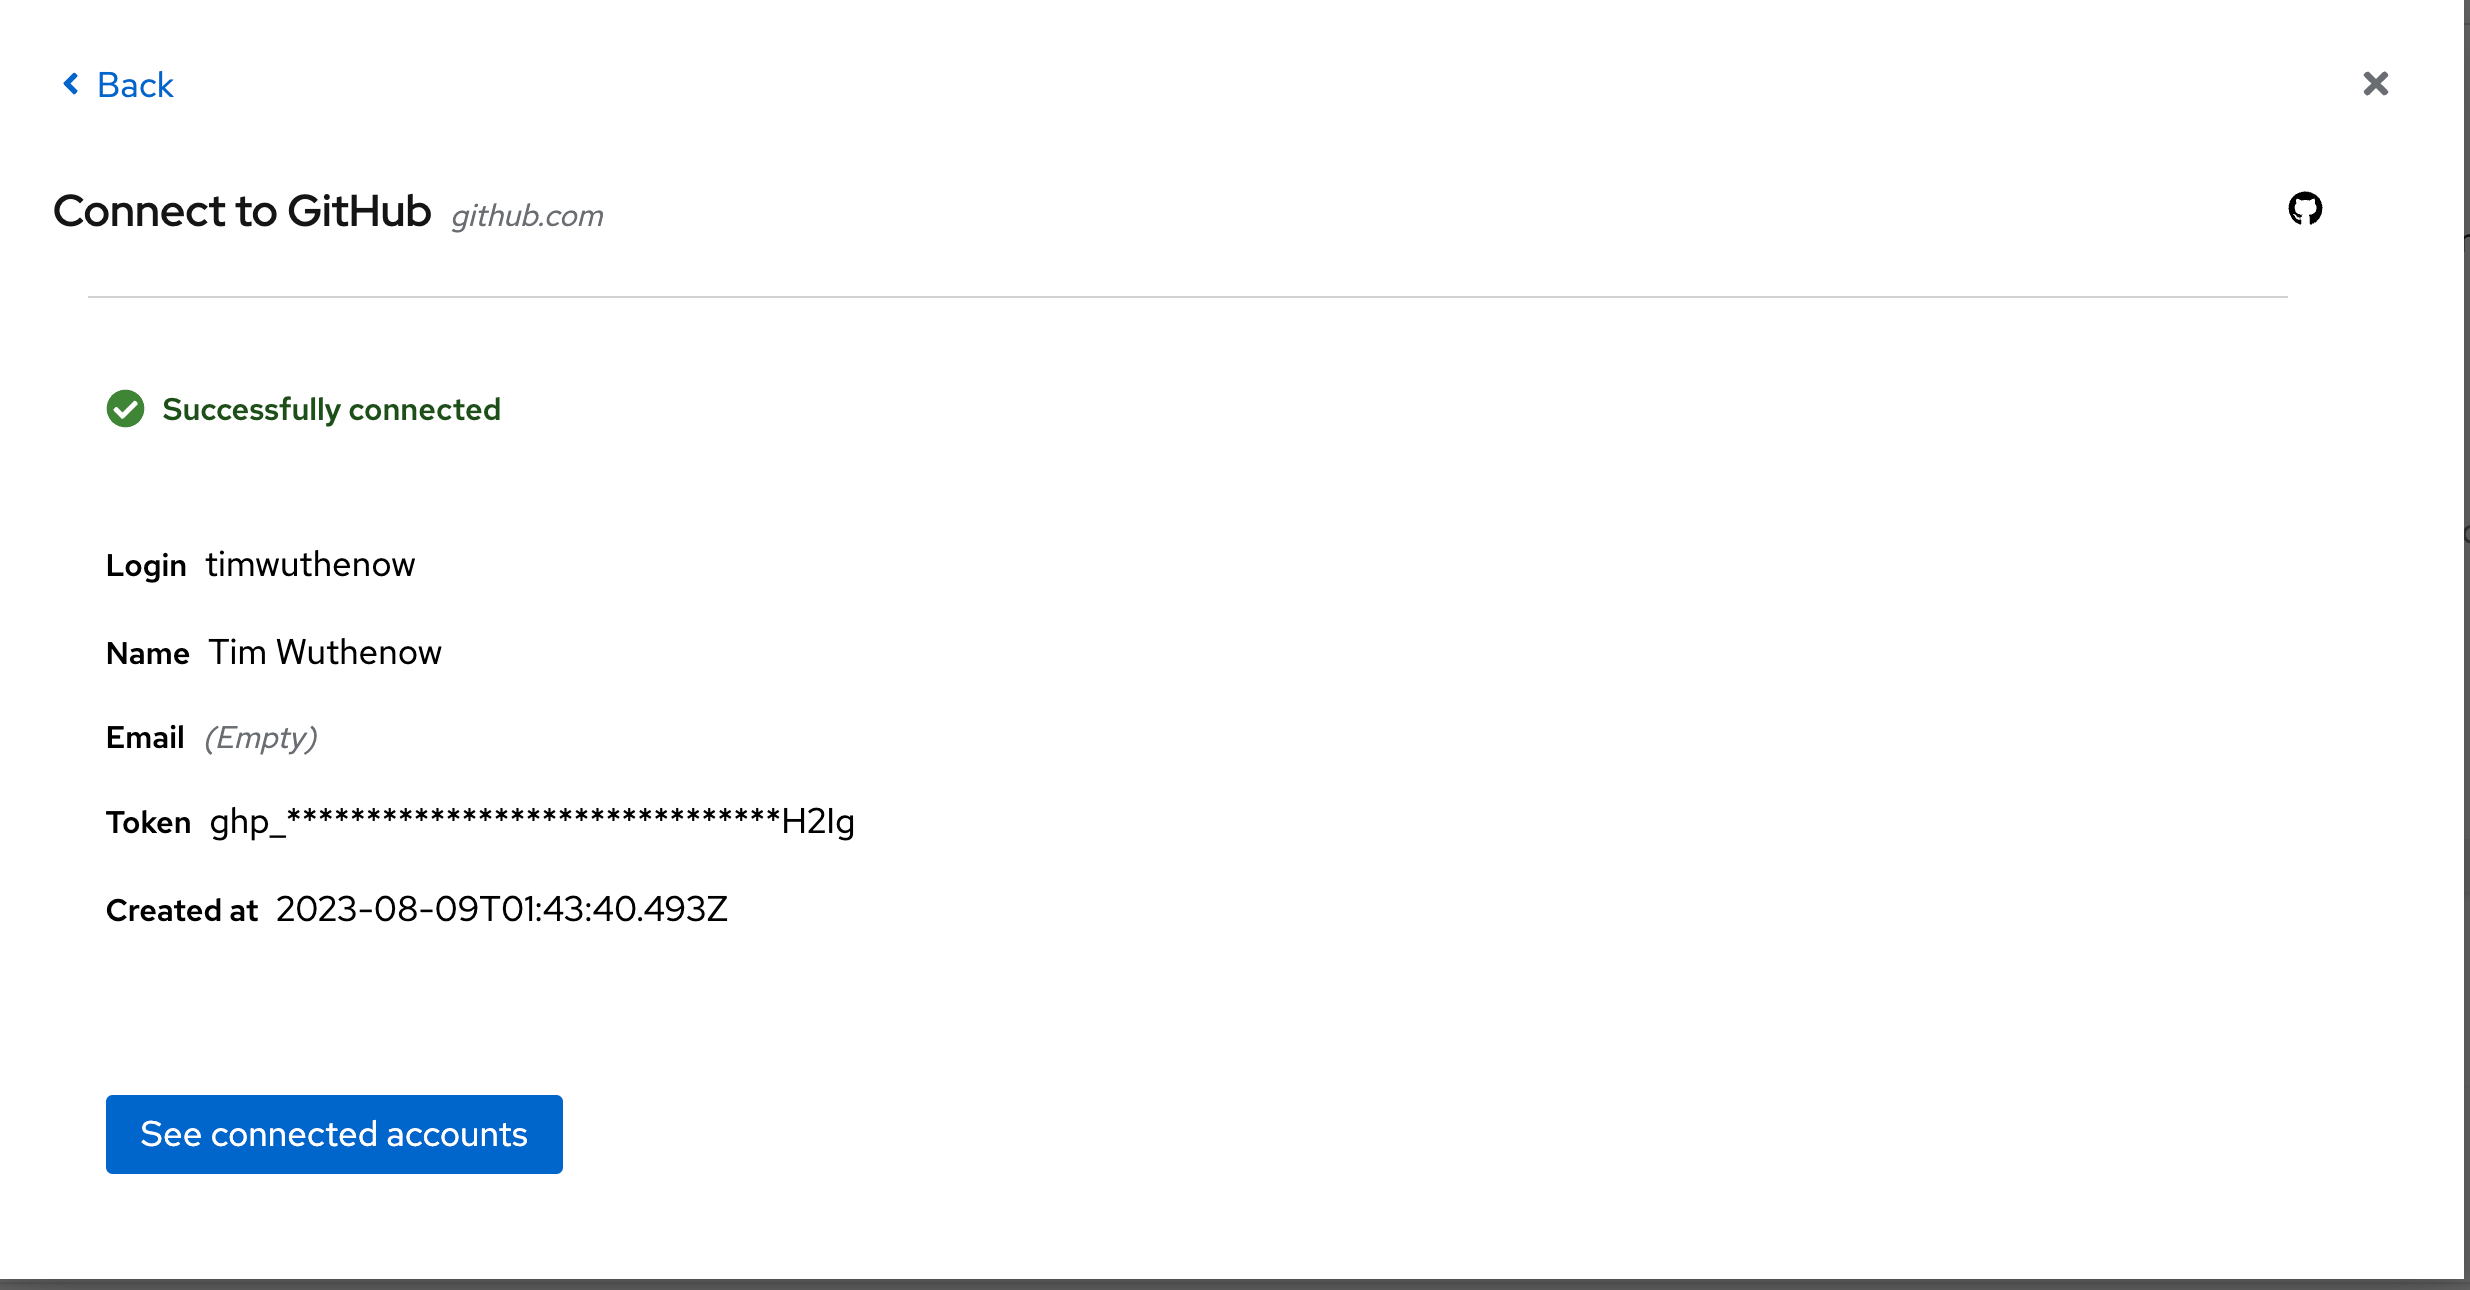 Back
Connect to GitHub github.com
Successfully connected
Login timwuthenow
Name Tim Wuthenow
Email (Empty)
Token ghp_*******************************H2Ig
Created at 2023-08-09T01:43:40.493Z
See connected accounts